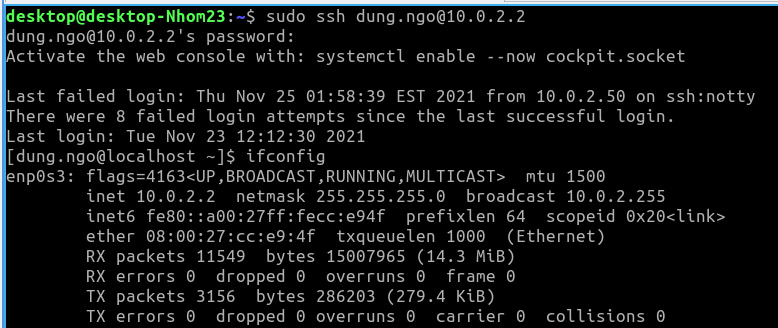 desktop@desktop-Nhom23:~$ sudo ssh dung.ngo@10.0.2.2
dung.ngo@10.0.2.2's password:
Activate the web console with: systemctl enable --now cockpit.socket

Last failed login: Thu Nov 25 01:58:39 EST 2021 from 10.0.2.50 on ssh:notty
There were 8 failed login attempts since the last successful login.
Last login: Tue Nov 23 12:12:30 2021
[dung.ngo@localhost ~]$ ifconfig
enp0s3: flags=4163<UP,BROADCAST,RUNNING,MULTICAST>  mtu 1500
        inet 10.0.2.2  netmask 255.255.255.0  broadcast 10.0.2.255
        inet6 fe80::a00:27ff:fecc:e94f  prefixlen 64  scopeid 0x20<link>
        ether 08:00:27:cc:e9:4f  txqueuelen 1000  (Ethernet)
        RX packets 11549  bytes 15007965 (14.3 MiB)
        RX errors 0  dropped 0  overruns 0  frame 0
        TX packets 3156  bytes 286203 (279.4 KiB)
        TX errors 0  dropped 0 overruns 0  carrier 0  collisions 0